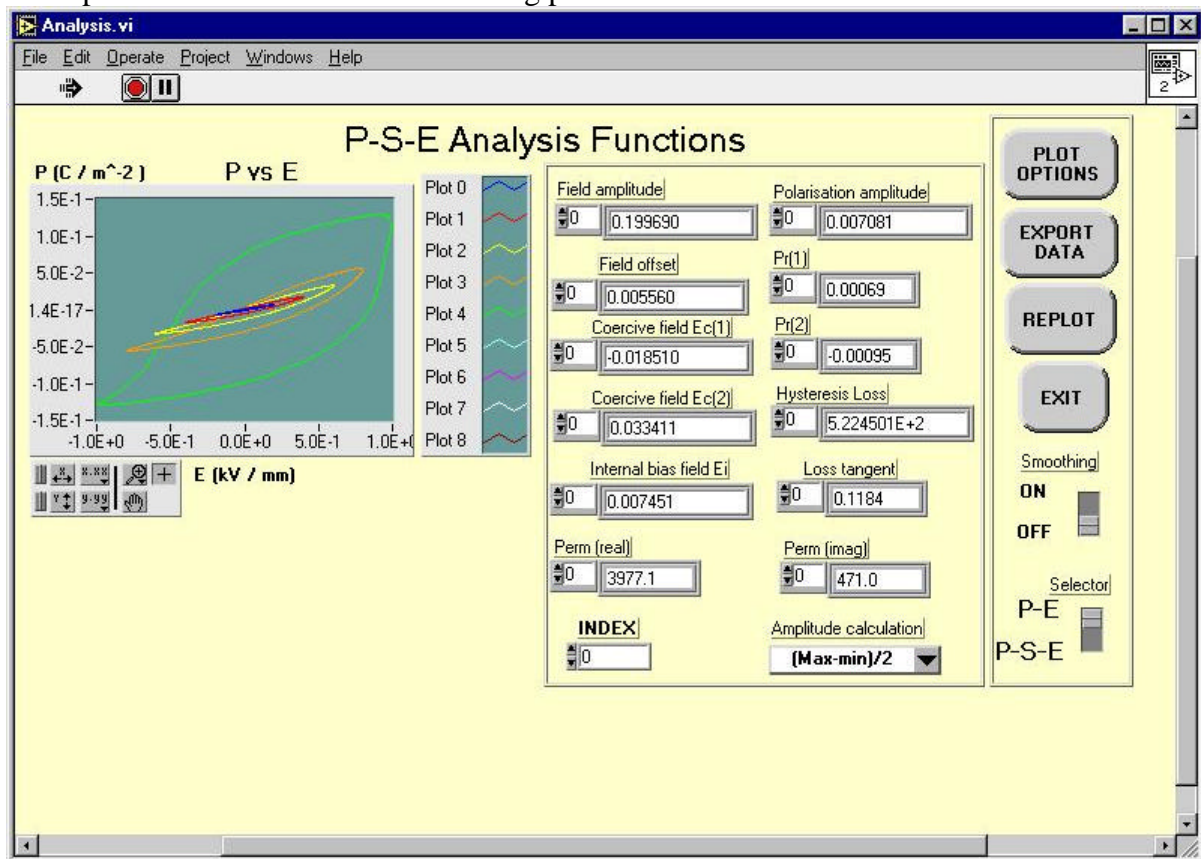 Analysis.vi
File Edit Operate Project Windows Help
2
P-S-E Analysis Functions
P (C / m^-2 )
P vs E
1.5E-1
1.0E-1
5.0E-2
1.4E-17
-5.0E-2
-1.0E-1
-1.5E-1
-1.0E+0 -5.0E-1 0.0E+0 5.0E-1 1.0E+
E (kV / mm)
Plot 0
Plot 1
Plot 2
Plot 3
Plot 4
Plot 5
Plot 6
Plot 7
Plot 8
Field amplitude
0 0.199690
Polarisation amplitude
0 0.007081
Field offset
0 0.005560
Pr(1)
0 0.00069
Coercive field Ec(1)
0 -0.018510
Pr(2)
0 -0.00095
Coercive field Ec(2)
0 0.033411
Hysteresis Loss
0 5.224501E+2
Internal bias field Ei
0 0.007451
Loss tangent
0 0.1184
Perm (real)
0 3977.1
Perm (imag)
0 471.0
INDEX
0
Amplitude calculation
(Max-min)/2
PLOT
OPTIONS
EXPORT
DATA
REPLOT
EXIT
Smoothing
ON
OFF
Selector
P-E
P-S-E